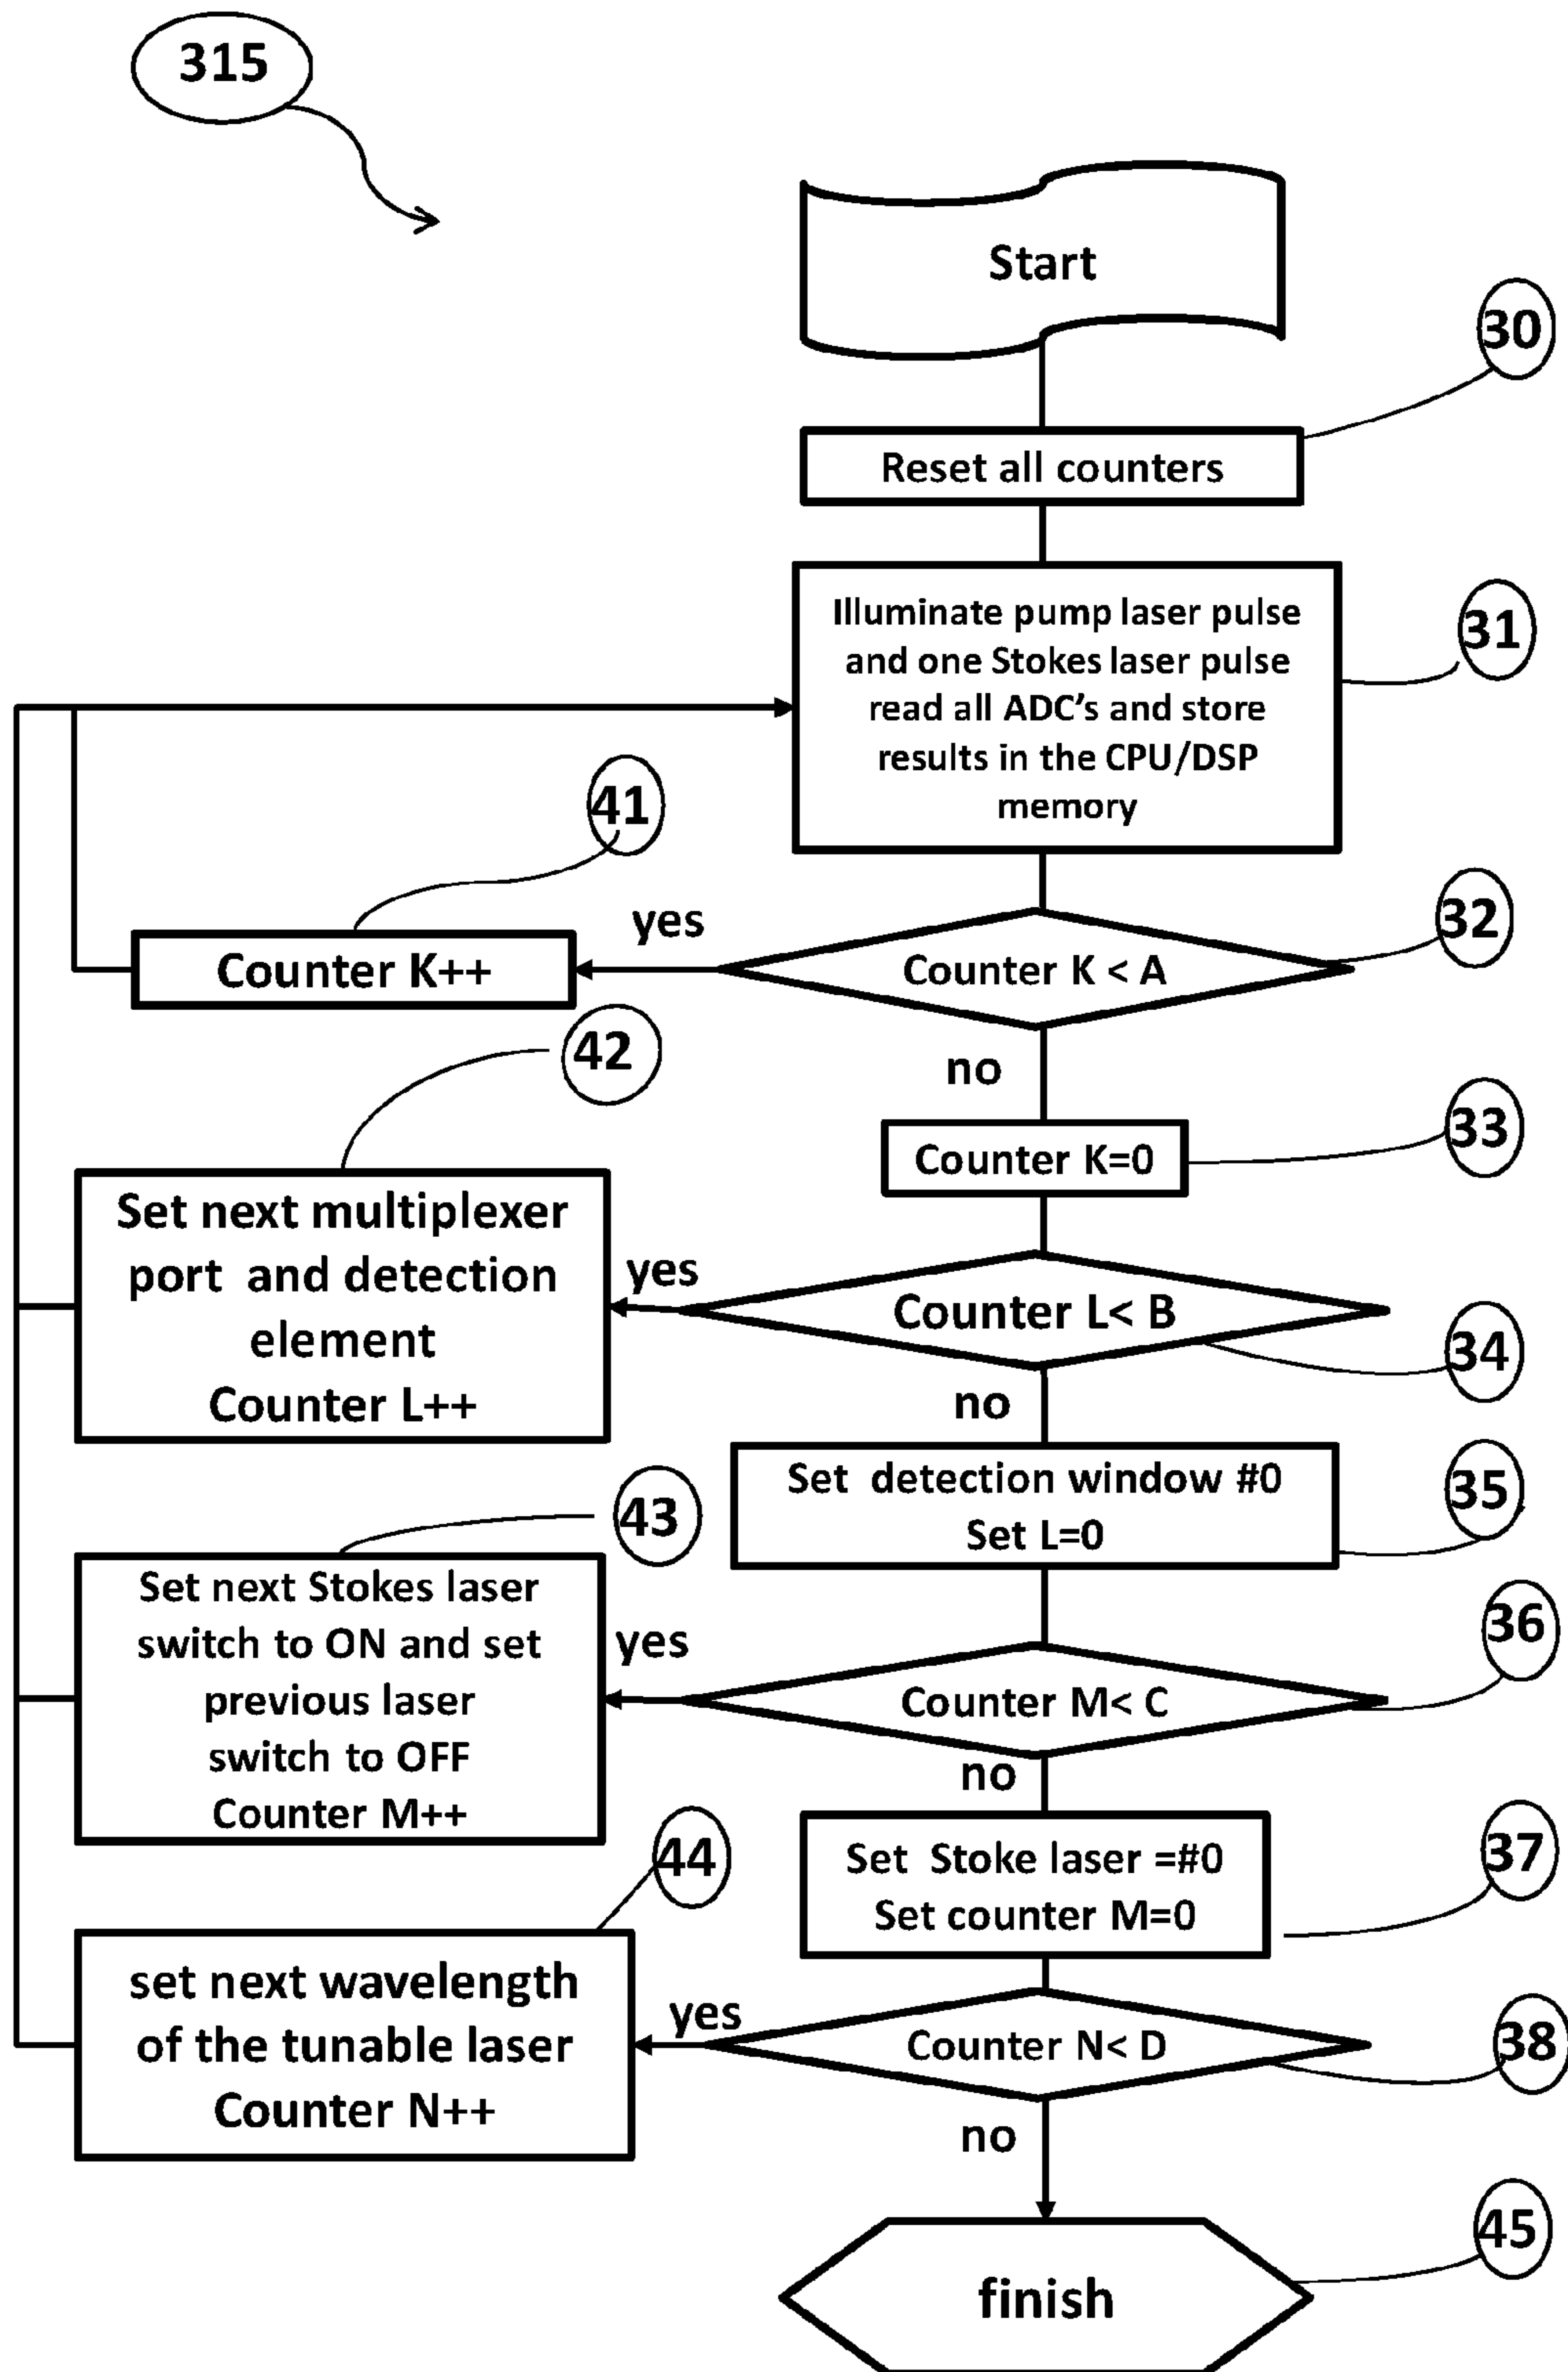 315
Start
30
Reset all counters
Illuminate pump laser pulse
and one Stokes laser pulse
read all ADC's and store
results in the CPU/DSP
memory
31
41
Counter K++
yes
Counter K < A
32
no
42
Counter K=0
33
Set next multiplexer
port and detection
element
Counter L++
yes
Counter L< B
34
no
Set detection window #0
Set L=0
35
43
Set next Stokes laser
switch to ON and set
previous laser
switch to OFF
Counter M++
yes
Counter M< C
36
no
Set Stoke laser =#0
Set counter M=0
37
44
set next wavelength
of the tunable laser
Counter N++
yes
Counter N< D
38
no
finish
45